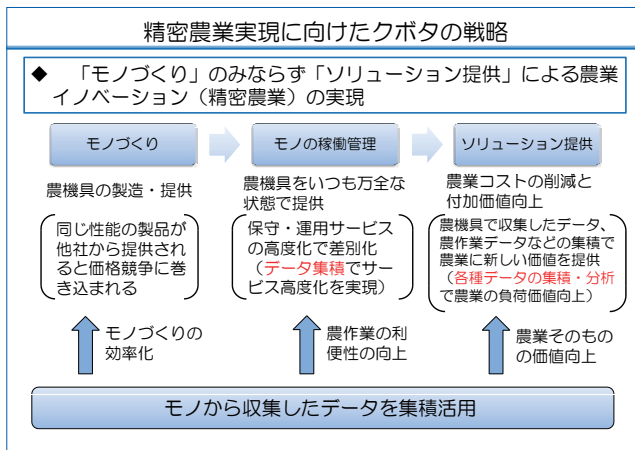 精密農業実現に向けたクボタの戦略
◆ 「モノづくり」のみならず「ソリューション提供」による農業
イノベーション（精密農業）の実現
モノづくり
モノの稼働管理
ソリューション提供
農機具の製造・提供
農機具をいつも万全な
状態で提供
農業コストの削減と
付加価値向上
同じ性能の製品が
他社から提供され
ると価格競争に巻
き込まれる
保守・運用サービス
の高度化で差別化
（データ集積でサー
ビス高度化を実現）
農機具で収集したデータ、
農作業データなどの集積で
農業に新しい価値を提供
（各種データの集積・分析
で農業の負荷価値向上）
モノづくりの
効率化
農作業の利
便性の向上
農業そのもの
の価値向上
モノから収集したデータを集積活用